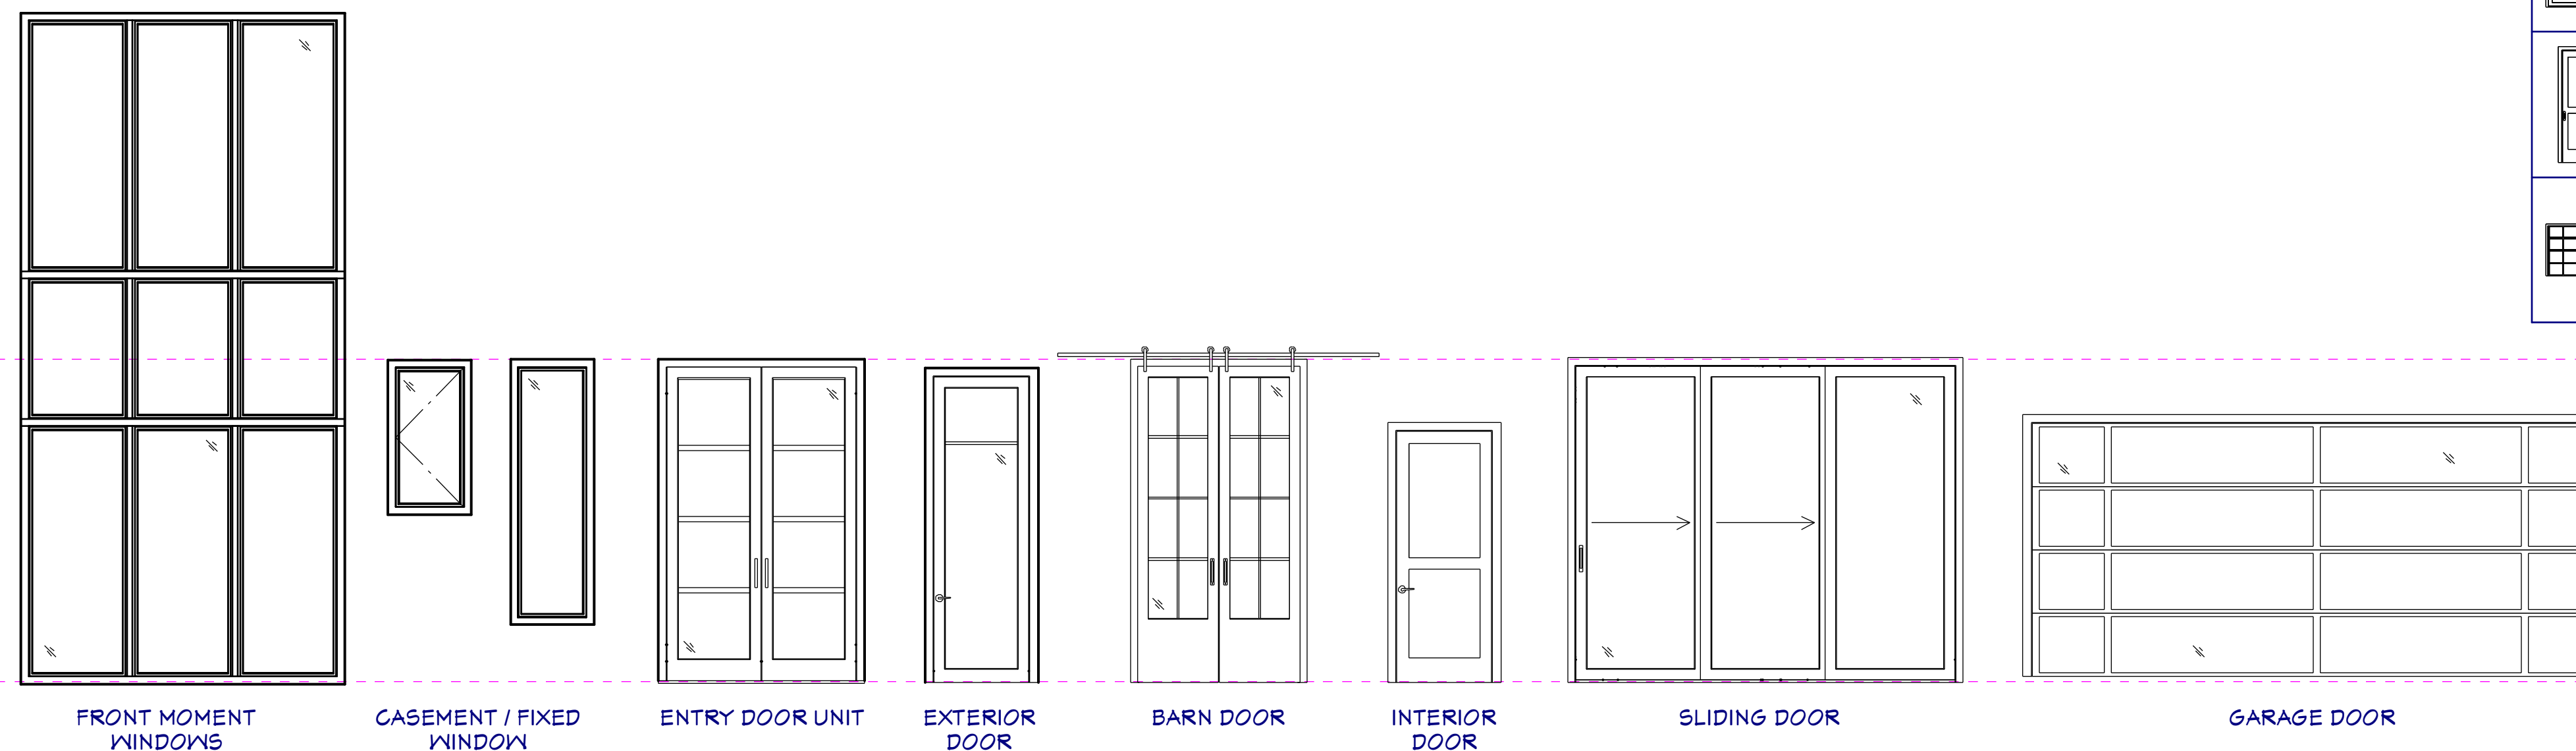 FRONT MOMENT
WINDOWS
CASEMENT / FIXED
WINDOW
ENTRY DOOR UNIT
EXTERIOR
DOOR
BARN DOOR
INTERIOR
DOOR
SLIDING DOOR
GARAGE DOOR